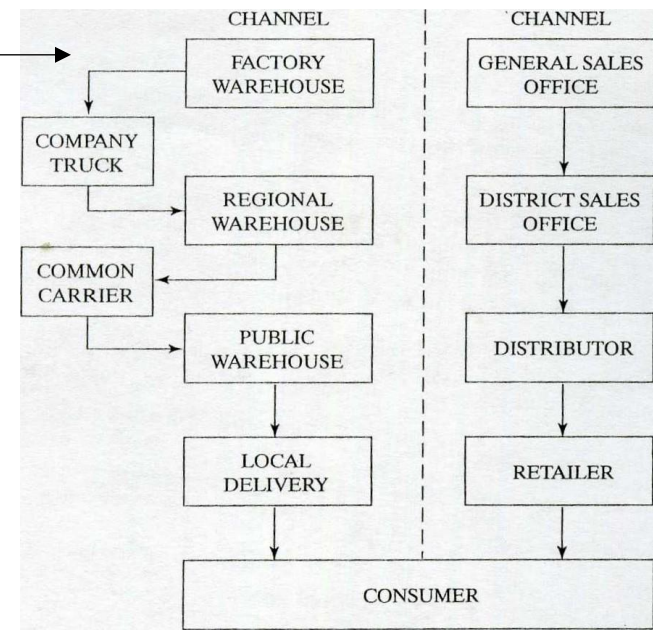 CHANNEL
CHANNEL
FACTORY
WAREHOUSE
GENERAL SALES
OFFICE
COMPANY
TRUCK
REGIONAL
WAREHOUSE
DISTRICT SALES
OFFICE
COMMON
CARRIER
PUBLIC
WAREHOUSE
DISTRIBUTOR
LOCAL
DELIVERY
RETAILER
CONSUMER